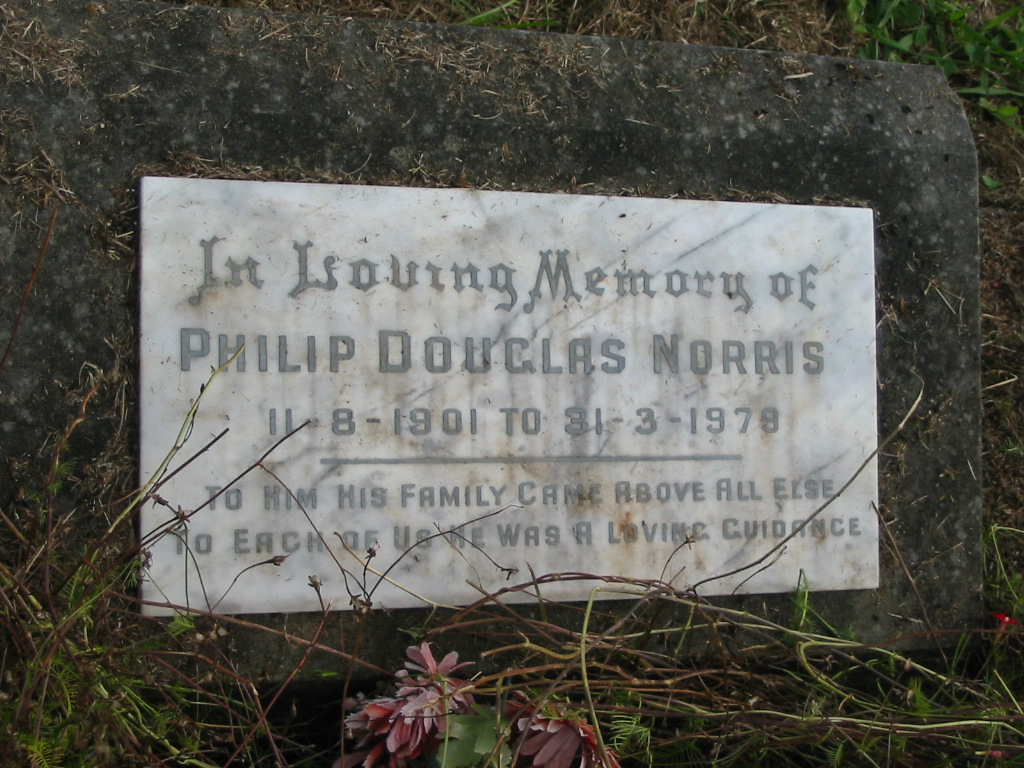 In Loving Memory of
PHILIP DOUGLAS NORRIS
11-8-1901 TO 31-3-1979
TO HIM HIS FAMILY CAME ABOVE ALL ELSE
TO EACH OF US HE WAS A LOVING GUIDANCE